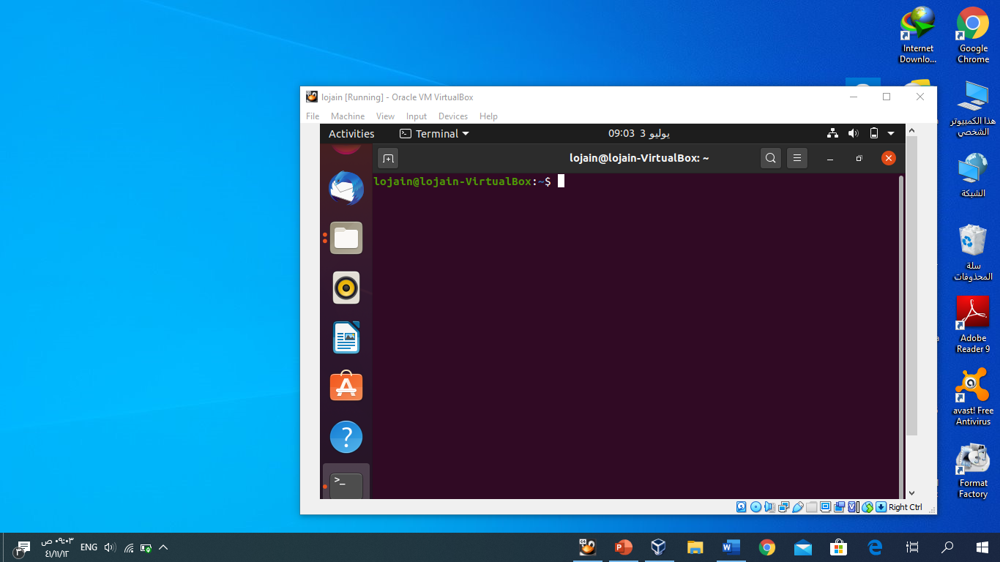 Internet
Downlo...
Google
Chrome
lojain [Running] - Oracle VM VirtualBox
File Machine View Input Devices Help
Activities Terminal 09:03 3 يوليو
lojain@lojain-VirtualBox: ~
lojain@lojain-VirtualBox:~$
هذا الكمبيوتر
الشخصي
الشبكة
سلة
المحذوفات
Adobe
Reader 9
avast! Free
Antivirus
Format
Factory
Right Ctrl
ENG
٠٩:٠٣ ص
٤١/١١/١٢
٣